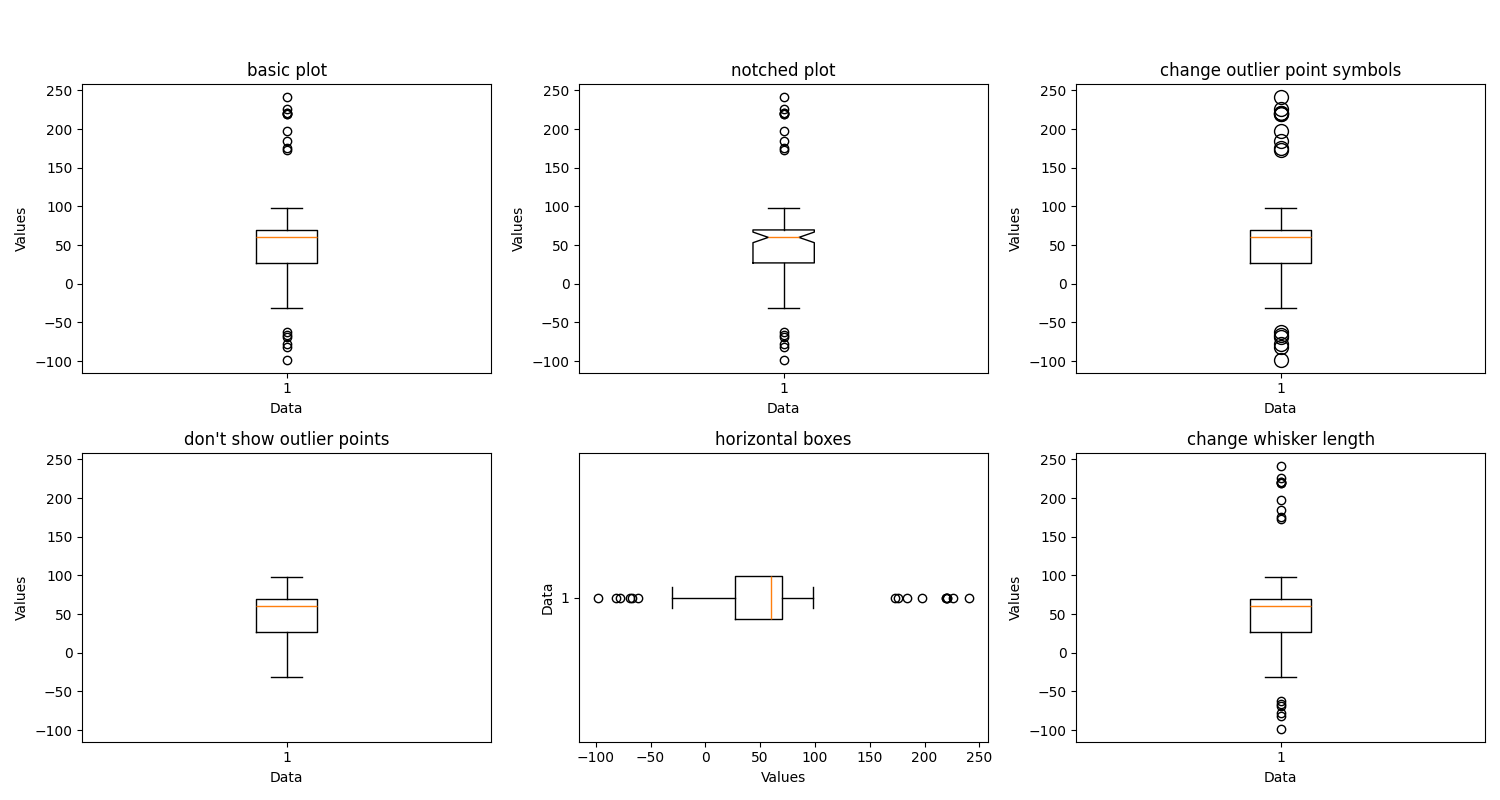 basic plot
250
200
150
100
50
0
−50
−100
Values
1
Data
notched plot
250
200
150
100
50
0
−50
−100
Values
1
Data
change outlier point symbols
250
200
150
100
50
0
−50
−100
Values
1
Data
don't show outlier points
250
200
150
100
50
0
−50
−100
Values
1
Data
horizontal boxes
Data
1
−100 −50 0 50 100 150 200 250
Values
change whisker length
250
200
150
100
50
0
−50
−100
Values
1
Data